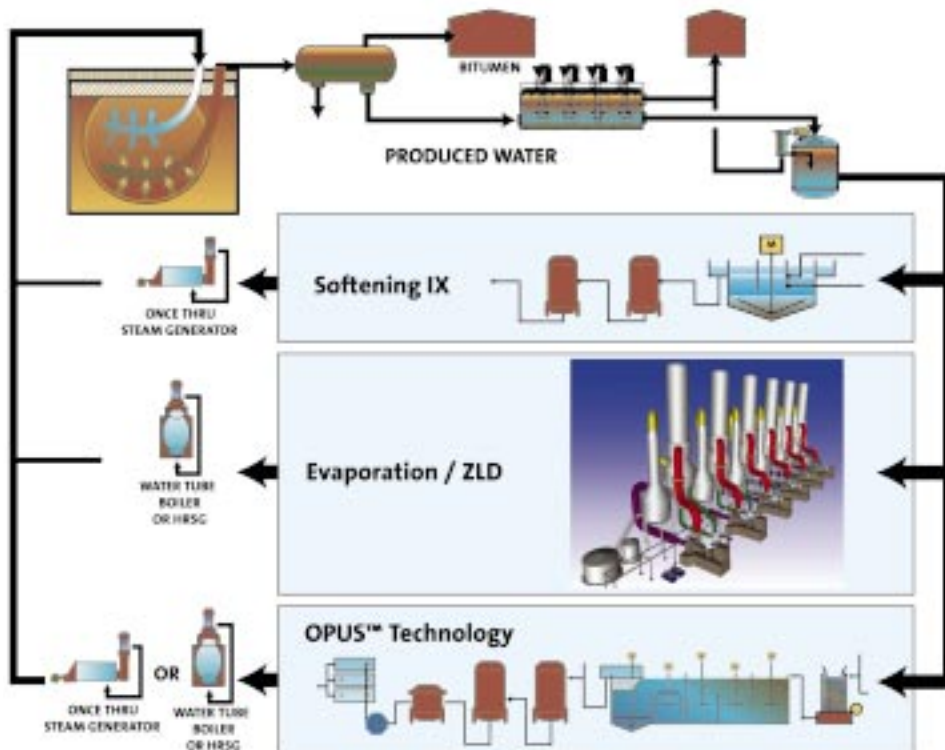 BITUMEN
PRODUCED WATER
M
Softening IX
ONCE THRU
STEAM GENERATOR
Evaporation / ZLD
WATER TUBE
BOILER
OR HRSG
OPUS™ Technology
OR
ONCE THRU
STEAM GENERATOR
WATER TUBE
BOILER
OR HRSG